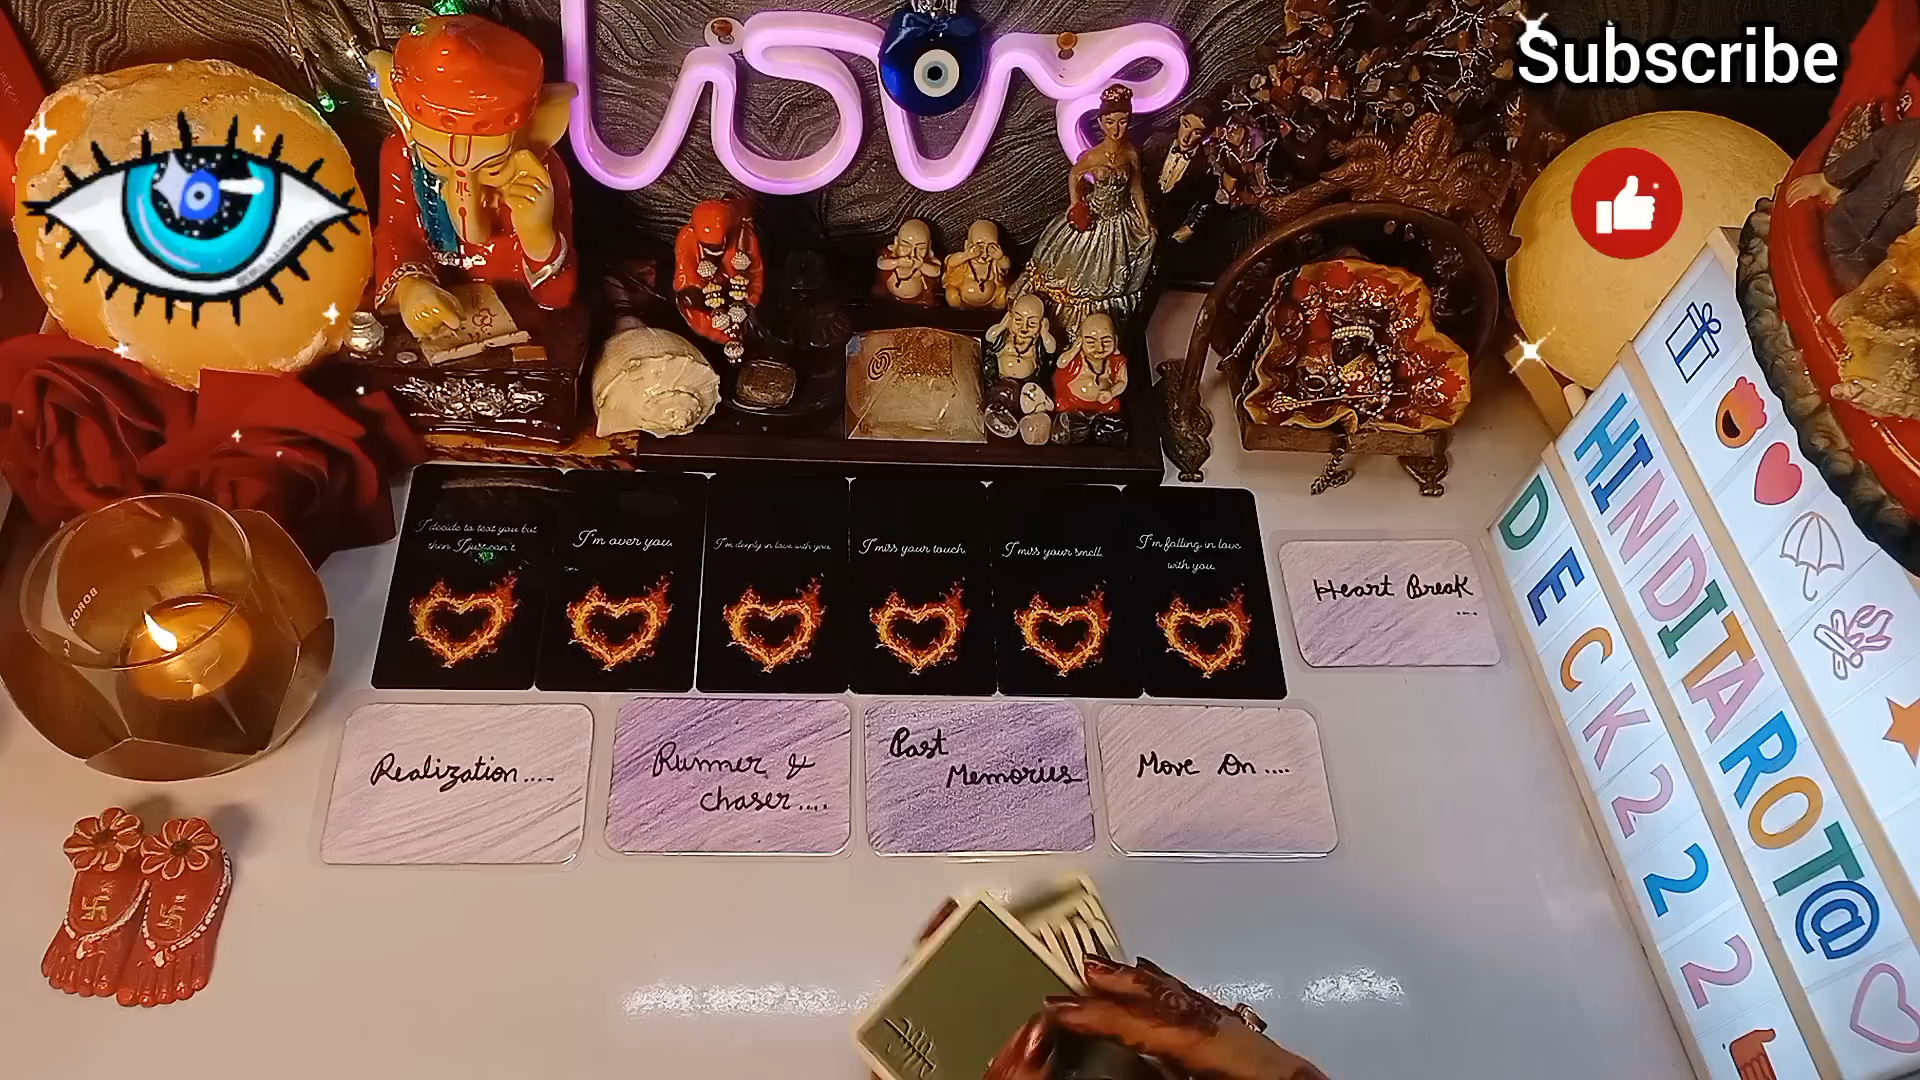 love
Subscribe
I decide to text you but
then I just can't
I'm over you.
I'm deeply in love with you.
I miss your touch.
I miss your smell.
I'm falling in love
with you.
Heart Break
....
Realization....
Runner &
chaser....
Past
Memories
Move On....
HINDITAROT@
DECK222
BOROS